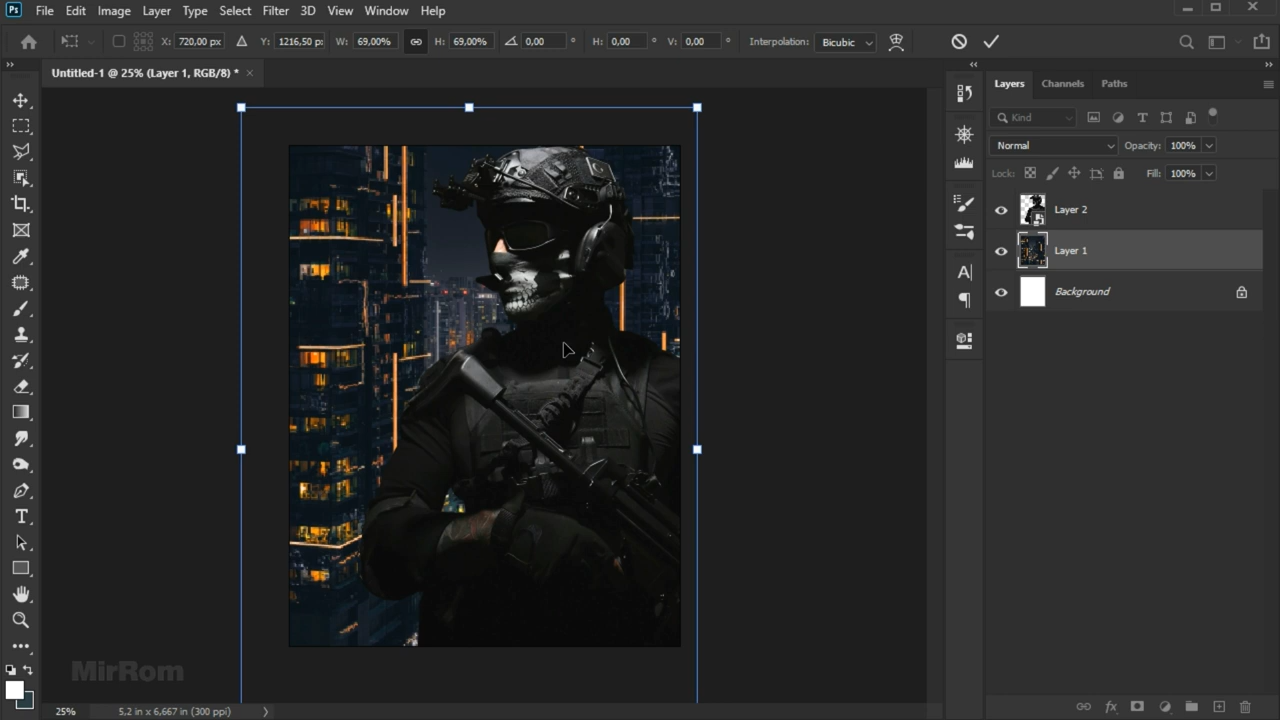 Ps File Edit Image Layer Type Select Filter 3D View Window Help
X: 720,00 px Y: 1216,50 p: W: 69,00% H: 69,00% 0,00 ° H: 0,00 ° V: 0,00 ° Interpolation: Bicubic
Untitled-1 @ 25% (Layer 1, RGB/8) * ×
Layers Channels Paths
Kind
Normal Opacity: 100%
Lock: Fill: 100%
Layer 2
Layer 1
Background
MirRom
25% 5,2 in x 6,667 in (300 ppi)